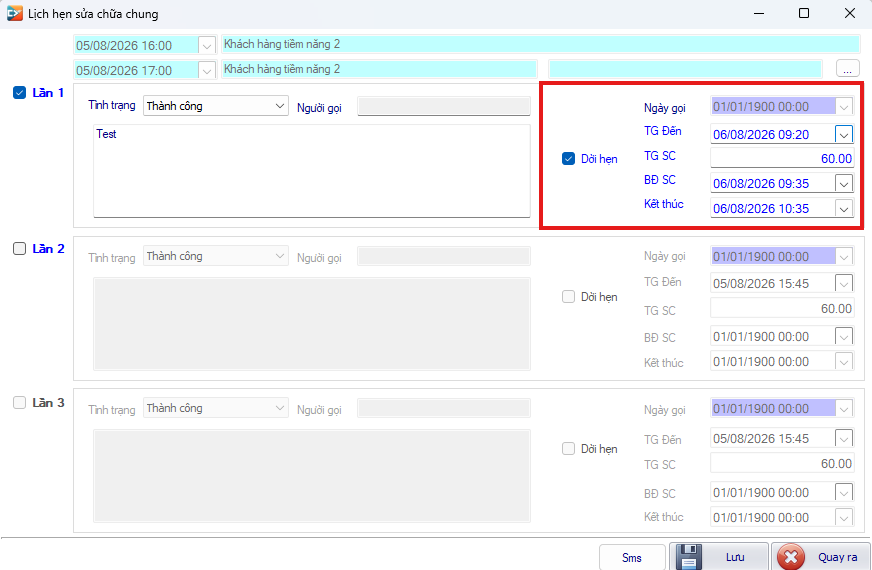 Lịch hẹn sửa chữa chung
05/08/2026 16:00 Khách hàng tiềm năng 2
05/08/2026 17:00 Khách hàng tiềm năng 2 ...
Lần 1
Tình trạng Thành công Người gọi
Test
Dời hẹn
Ngày gọi 01/01/1900 00:00
TG Đến 06/08/2026 09:20
TG SC 60.00
BĐ SC 06/08/2026 09:35
Kết thúc 06/08/2026 10:35
Lần 2
Tình trạng Thành công Người gọi
Dời hẹn
Ngày gọi 01/01/1900 00:00
TG Đến 05/08/2026 15:45
TG SC 60.00
BĐ SC 01/01/1900 00:00
Kết thúc 01/01/1900 00:00
Lần 3
Tình trạng Thành công Người gọi
Dời hẹn
Ngày gọi 01/01/1900 00:00
TG Đến 05/08/2026 15:45
TG SC 60.00
BĐ SC 01/01/1900 00:00
Kết thúc 01/01/1900 00:00
Sms Lưu Quay ra